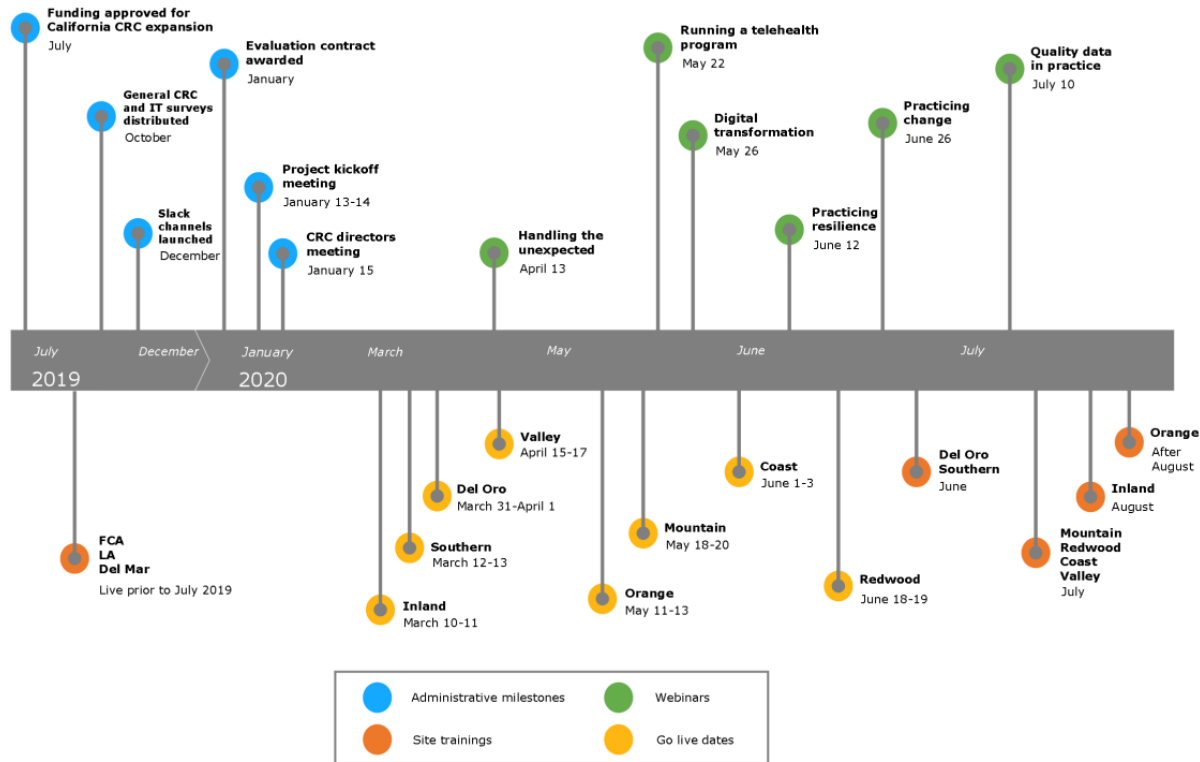 Funding approved for
California CRC expansion
July
General CRC
and IT surveys
distributed
October
Slack
channels
launched
December
Evaluation contract
awarded
January
Project kickoff
meeting
January 13-14
CRC directors
meeting
January 15
Handling the
unexpected
April 13
Running a telehealth
program
May 22
Digital
transformation
May 26
Practicing
resilience
June 12
Practicing
change
June 26
Quality data
in practice
July 10
July
December
January
March
May
June
July
2019
2020
FCA
LA
Del Mar
Live prior to July 2019
Inland
March 10-11
Southern
March 12-13
Del Oro
March 31-April 1
Valley
April 15-17
Orange
May 11-13
Mountain
May 18-20
Coast
June 1-3
Redwood
June 18-19
Del Oro
Southern
June
Mountain
Redwood
Coast
Valley
July
Inland
August
Orange
After
August
Administrative milestones
Webinars
Site trainings
Go live dates